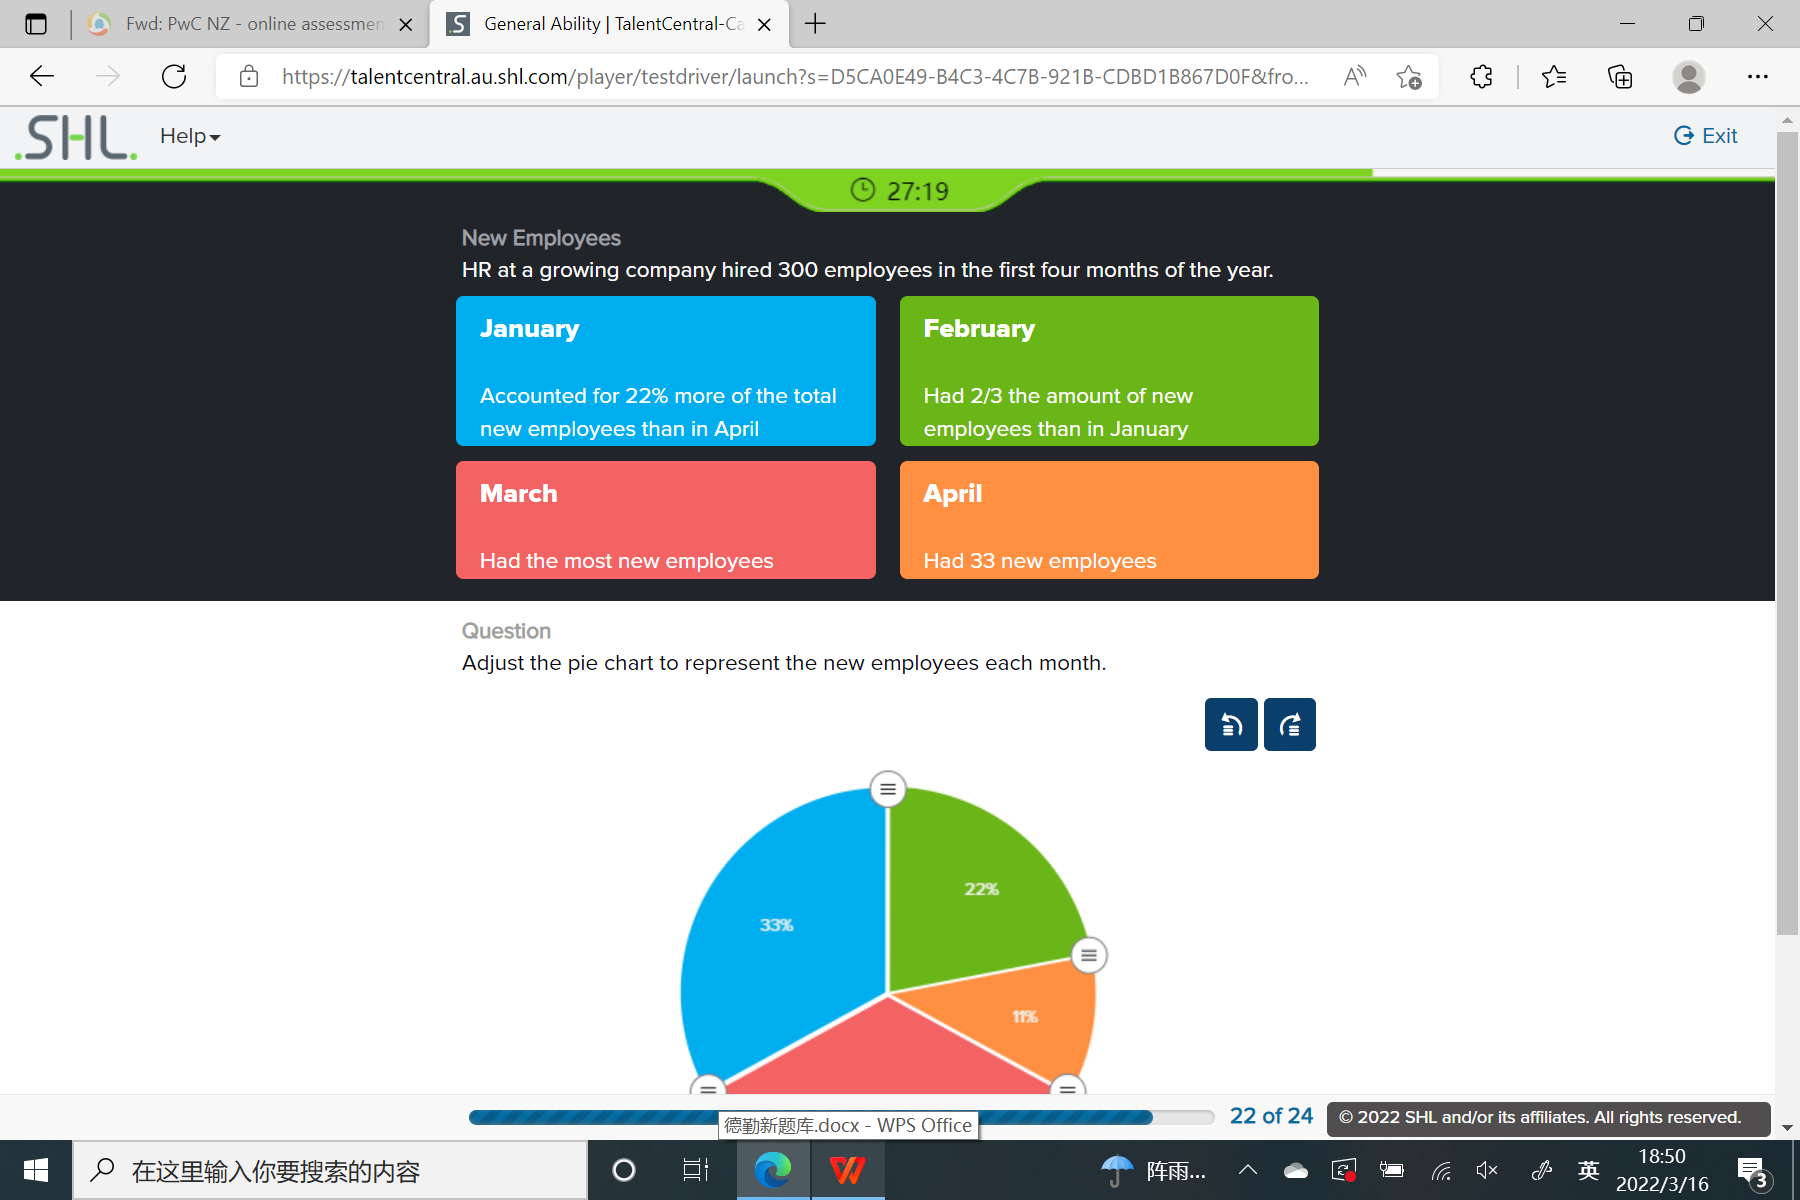 Fwd: PwC NZ - online assessmen
General Ability | TalentCentral-Ca
https://talentcentral.au.shl.com/player/testdriver/launch?s=D5CA0E49-B4C3-4C7B-921B-CDBD1B867D0F&fro...
.SHL.
Help
Exit
27:19
New Employees
HR at a growing company hired 300 employees in the first four months of the year.
January
Accounted for 22% more of the total
new employees than in April
February
Had 2/3 the amount of new
employees than in January
March
Had the most new employees
April
Had 33 new employees
Question
Adjust the pie chart to represent the new employees each month.
22%
33%
11%
22 of 24
© 2022 SHL and/or its affiliates. All rights reserved.
德勤新题库.docx - WPS Office
在这里输入你要搜索的内容
阵雨...
英
18:50
2022/3/16
3